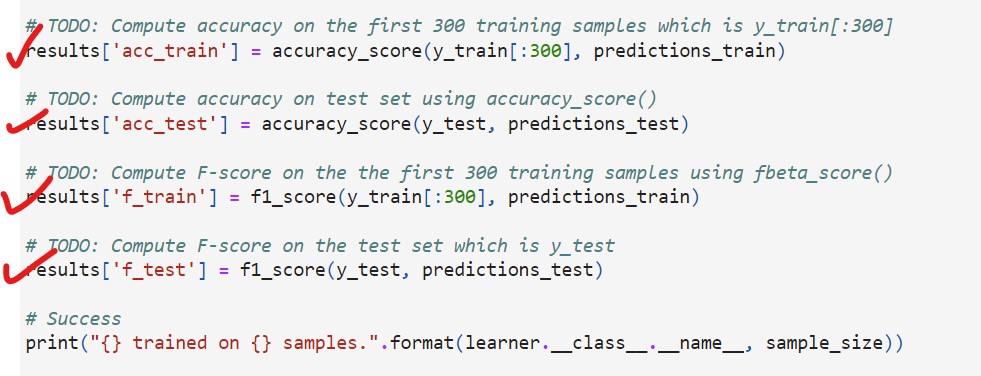 # TODO: Compute accuracy on the first 300 training samples which is y_train[:300]
results['acc_train'] = accuracy_score(y_train[:300], predictions_train)
# TODO: Compute accuracy on test set using accuracy_score()
results['acc_test'] = accuracy_score(y_test, predictions_test)
# TODO: Compute F-score on the the first 300 training samples using fbeta_score()
results['f_train'] = f1_score(y_train[:300], predictions_train)
# TODO: Compute F-score on the test set which is y_test
results['f_test'] = f1_score(y_test, predictions_test)
# Success
print("{} trained on {} samples.".format(learner.__class__.__name__, sample_size))